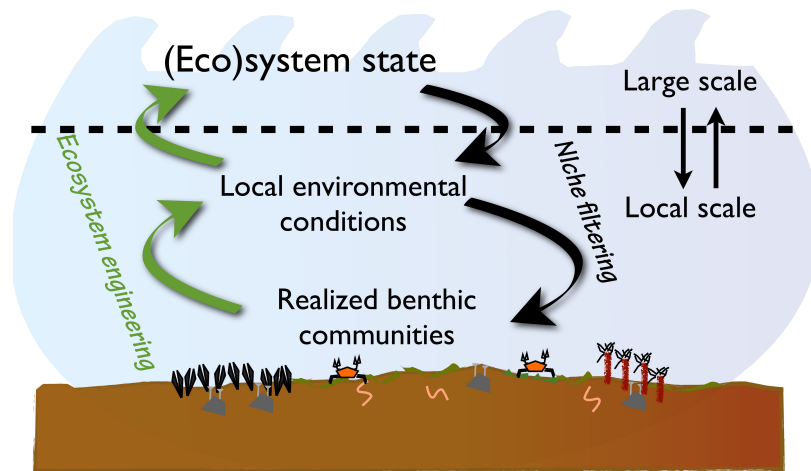 (Eco)system state
Large scale
Ecosystem engineering
NIche filtering
Local environmental
conditions
Local scale
Realized benthic
communities